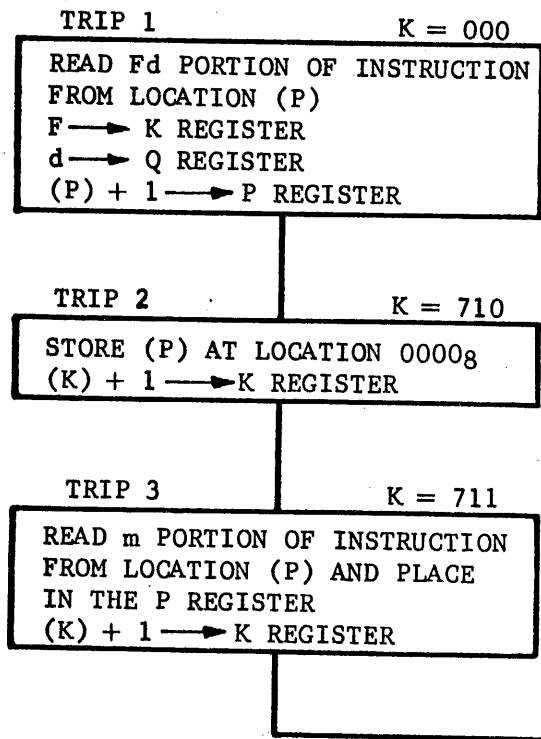 TRIP 1 K = 000
READ Fd PORTION OF INSTRUCTION
FROM LOCATION (P)
F → K REGISTER
d → Q REGISTER
(P) + 1 → P REGISTER
TRIP 2 K = 710
STORE (P) AT LOCATION 0000₈
(K) + 1 → K REGISTER
TRIP 3 K = 711
READ m PORTION OF INSTRUCTION
FROM LOCATION (P) AND PLACE
IN THE P REGISTER
(K) + 1 → K REGISTER